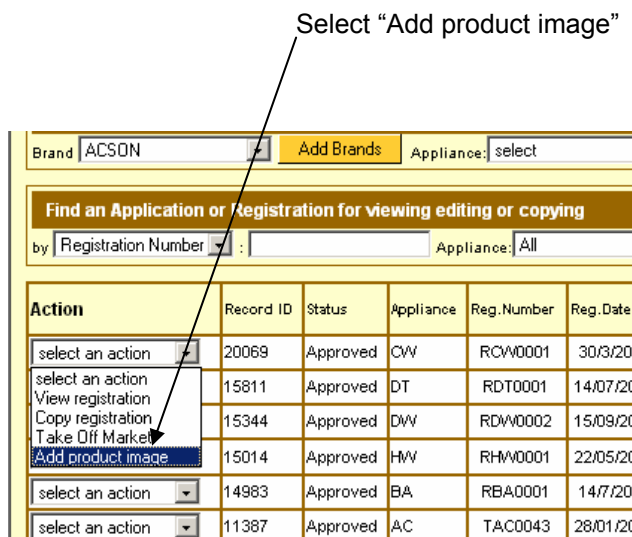 Select “Add product image”
Brand ACSON Add Brands Appliance: select
Find an Application or Registration for viewing editing or copying
by Registration Number : Appliance: All
Action Record ID Status Appliance Reg.Number Reg.Date
select an action 20069 Approved CW RCW0001 30/3/20
select an action
View registration 15811 Approved DT RDT0001 14/07/20
Copy registration 15344 Approved DW RDW0002 15/09/20
Take Off Market
Add product image 15014 Approved HW RHW0001 22/05/20
select an action 14983 Approved BA RBA0001 14/7/20
select an action 11387 Approved AC TAC0043 28/01/20